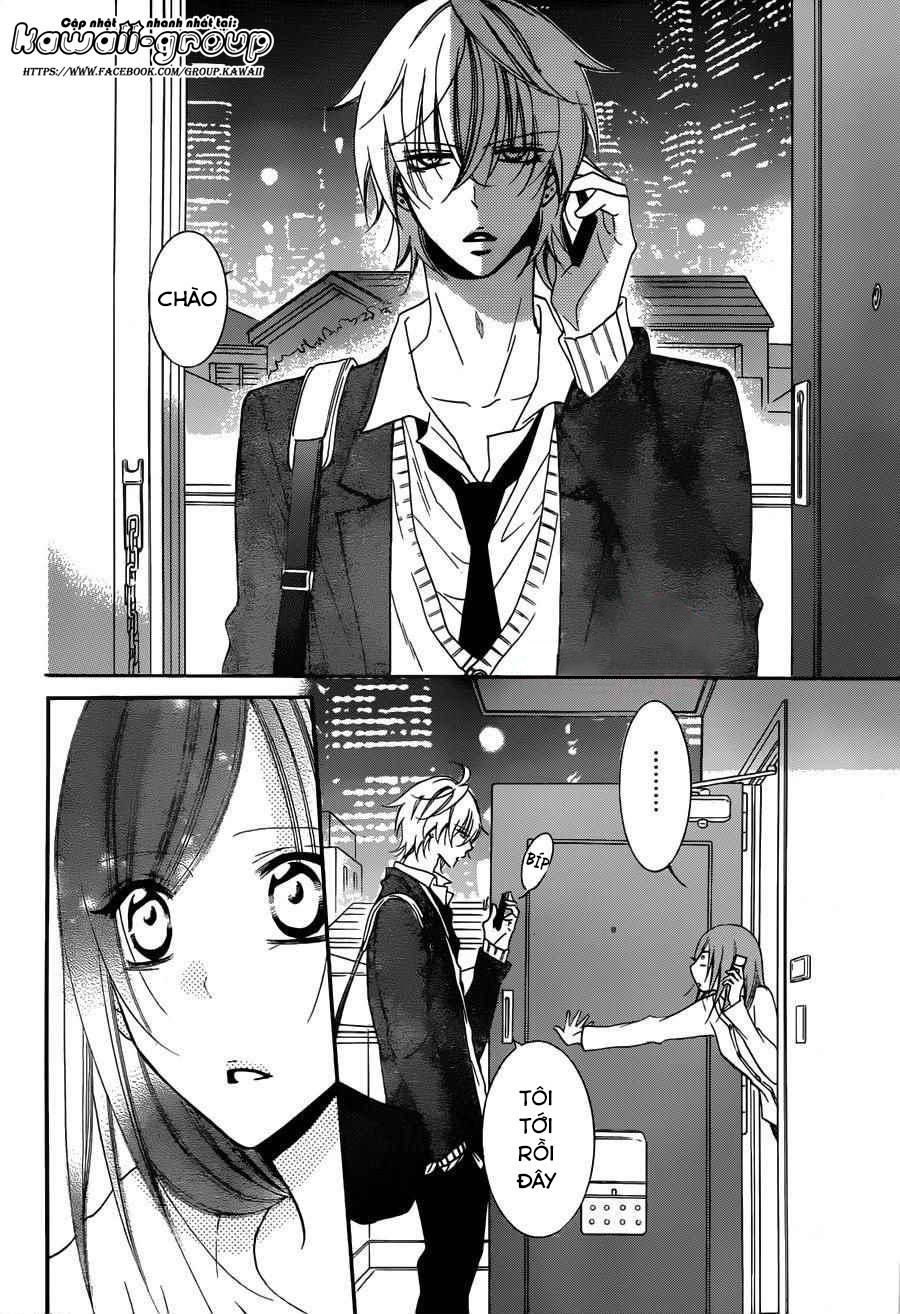 Cập nhật nhanh nhất tại:
kawaii-group
HTTPS://WWW.FACEBOOK.COM/GROUP.KAWAII
CHÀO
.........
BÍP
TÔI
TỚI
RỒI
ĐÂY